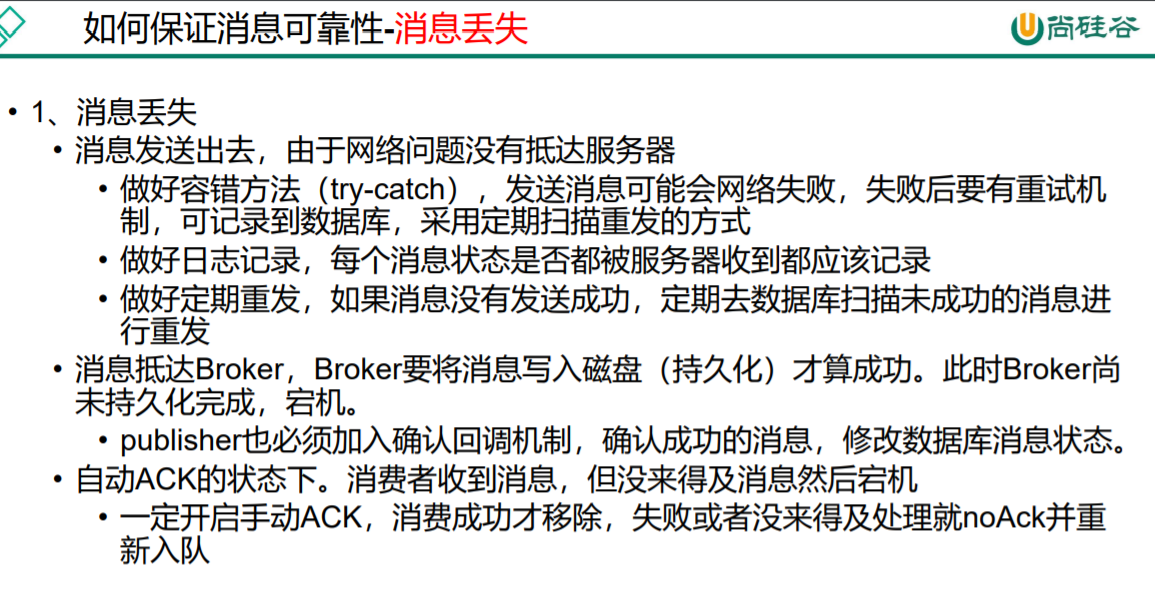 如何保证消息可靠性-消息丢失
尚硅谷
• 1、消息丢失
• 消息发送出去，由于网络问题没有抵达服务器
• 做好容错方法（try-catch），发送消息可能会网络失败，失败后要有重试机
制，可记录到数据库，采用定期扫描重发的方式
• 做好日志记录，每个消息状态是否都被服务器收到都应该记录
• 做好定期重发，如果消息没有发送成功，定期去数据库扫描未成功的消息进
行重发
• 消息抵达Broker，Broker要将消息写入磁盘（持久化）才算成功。此时Broker尚
未持久化完成，宕机。
• publisher也必须加入确认回调机制，确认成功的消息，修改数据库消息状态。
• 自动ACK的状态下。消费者收到消息，但没来得及消息然后宕机
• 一定开启手动ACK，消费成功才移除，失败或者没来得及处理就noAck并重
新入队